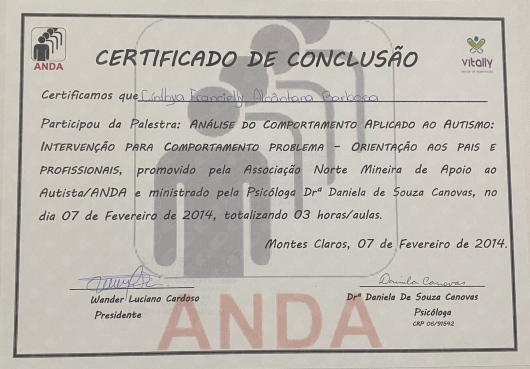 ANDA
CERTIFICADO DE CONCLUSÃO
vitally
Certificamos que Cinthya Francielly Alcântara Barbosa
Participou da Palestra: ANÁLISE DO COMPORTAMENTO APLICADO AO AUTISMO:
INTERVENÇÃO PARA COMPORTAMENTO PROBLEMA – ORIENTAÇÃO AOS PAIS E
PROFISSIONAIS, promovido pela Associação Norte Mineira de Apoio ao
Autista/ANDA e ministrado pela Psicóloga Drª Daniela de Souza Canovas, no
dia 07 de Fevereiro de 2014, totalizando 03 horas/aulas.
Montes Claros, 07 de Fevereiro de 2014.
Daniela Canovas
Wander Luciano Cardoso
Presidente
Drª Daniela De Souza Canovas
Psicóloga
CRP 06/91592
ANDA